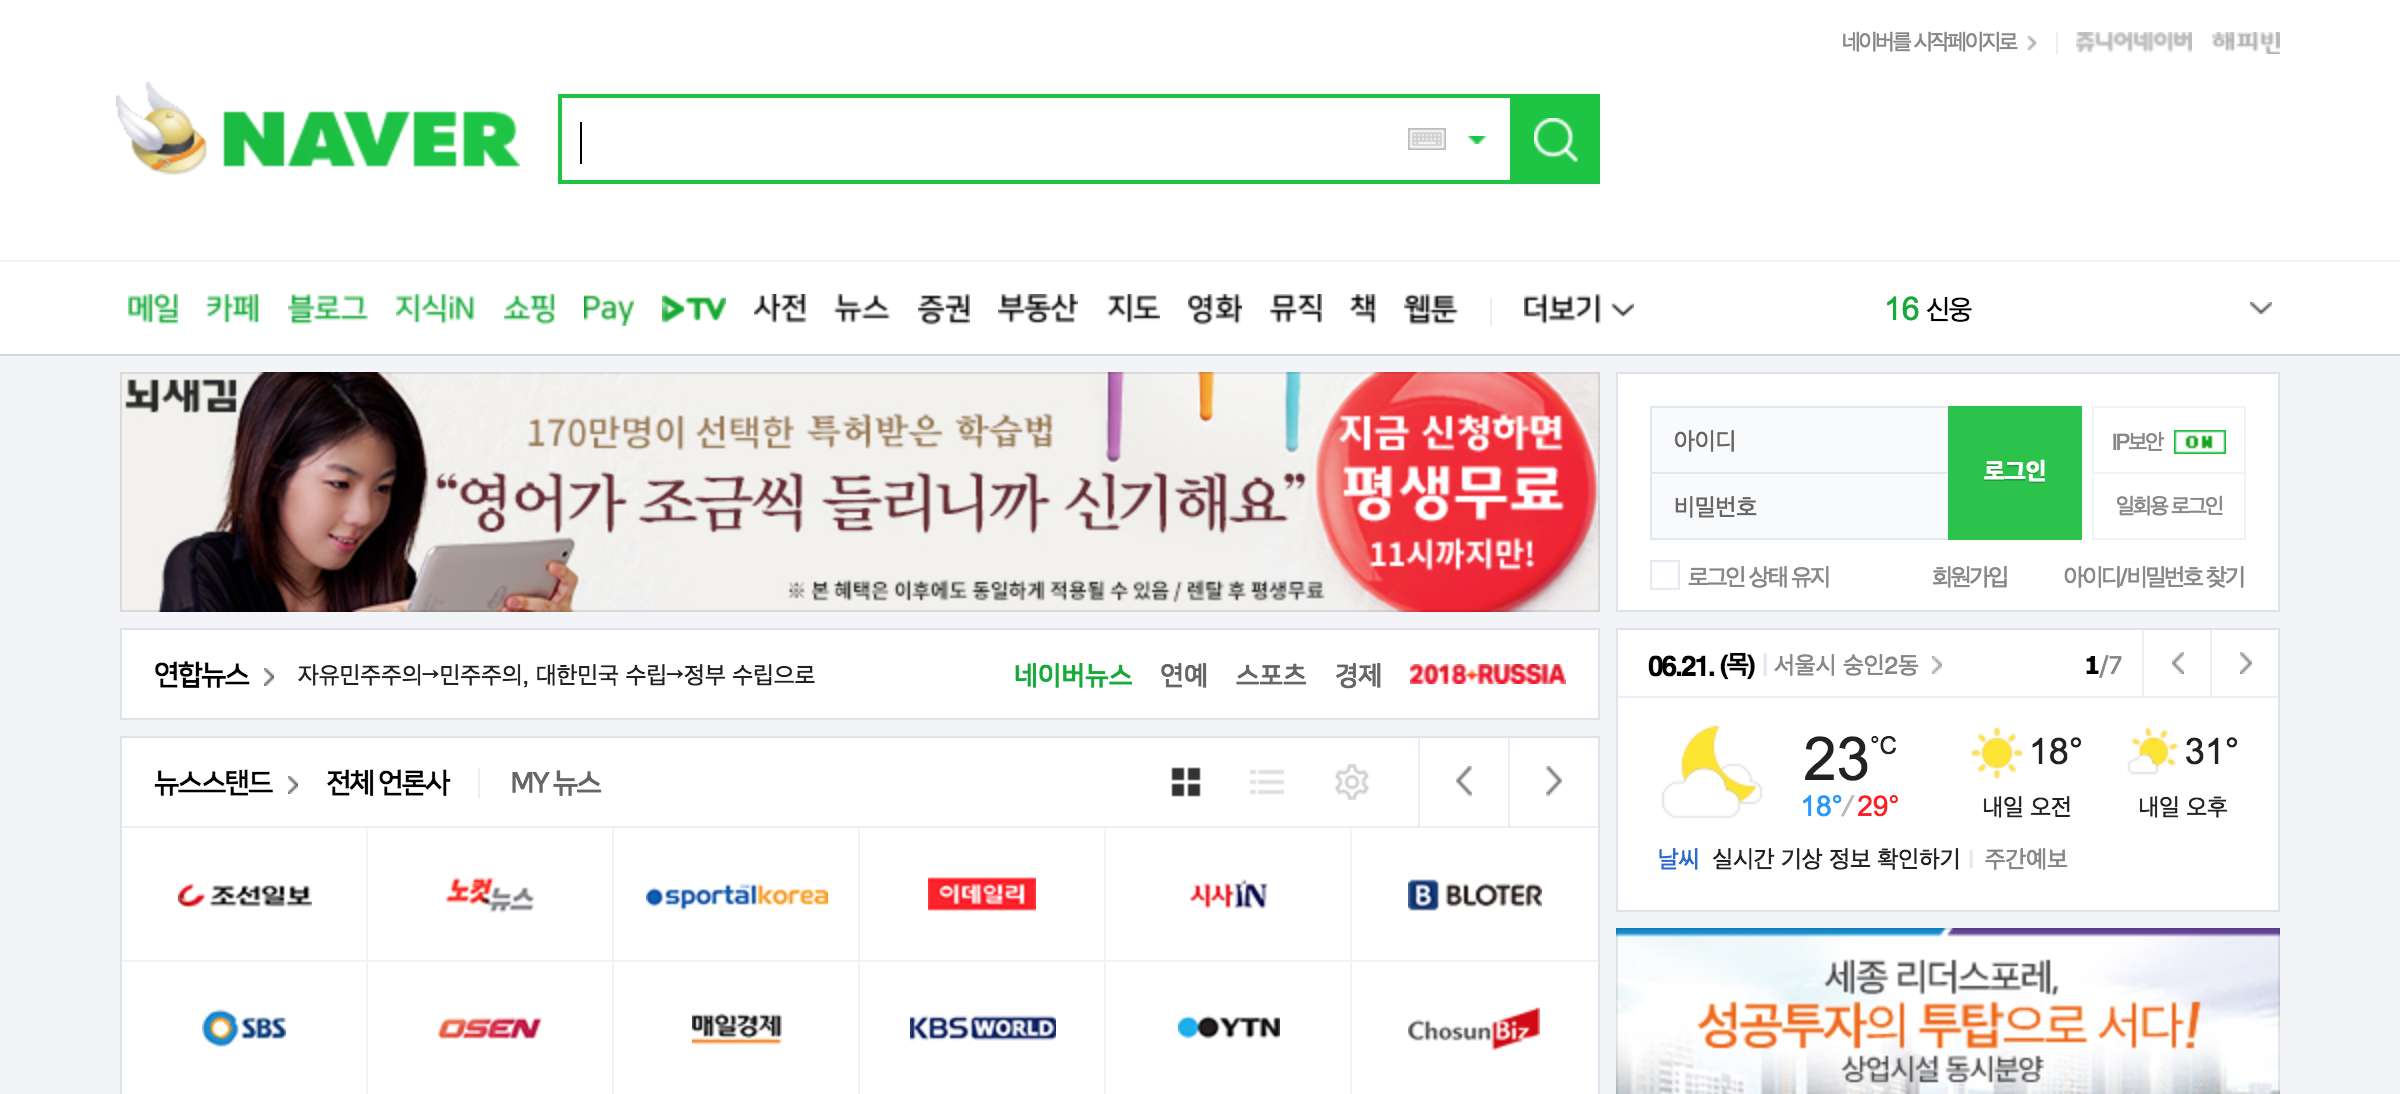 네이버를 시작페이지로 쥬니어네이버 해피빈
NAVER
메일 카페 블로그 지식iN 쇼핑 Pay TV 사전 뉴스 증권 부동산 지도 영화 뮤직 책 웹툰 더보기 16 신웅
뇌새김
170만명이 선택한 특허받은 학습법
“영어가 조금씩 들리니까 신기해요”
※ 본 혜택은 이후에도 동일하게 적용될 수 있음 / 렌탈 후 평생무료
지금 신청하면
평생무료
11시까지만!
아이디
비밀번호
로그인
IP보안 ON
일회용 로그인
로그인 상태 유지 회원가입 아이디/비밀번호 찾기
연합뉴스 자유민주주의→민주주의, 대한민국 수립→정부 수립으로 네이버뉴스 연예 스포츠 경제 2018+RUSSIA
06.21. (목) 서울시 숭인2동 1/7
23°C
18°/29°
18°
내일 오전
31°
내일 오후
날씨 실시간 기상 정보 확인하기 주간예보
뉴스스탠드 전체 언론사 MY 뉴스
조선일보 노컷뉴스 sportalkorea 이데일리 시사IN B BLOTER
SBS OSEN 매일경제 KBS WORLD YTN ChosunBiz
세종 리더스포레,
성공투자의 투탑으로 서다!
상업시설 동시분양